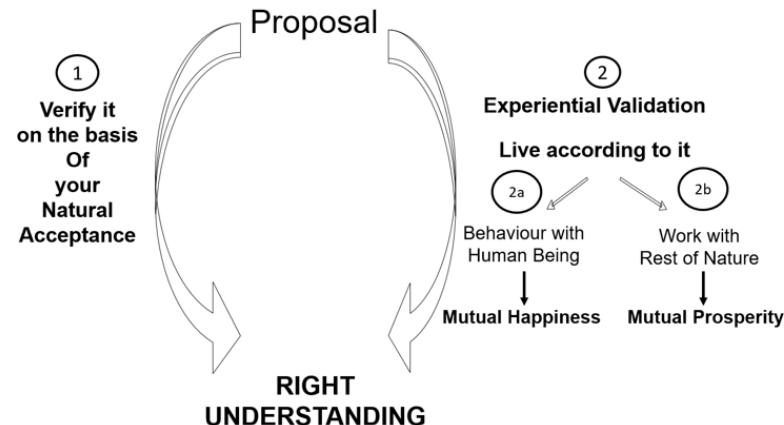 Proposal
1
Verify it
on the basis
Of
your
Natural
Acceptance
2
Experiential Validation
Live according to it
2a
Behaviour with
Human Being
Mutual Happiness
2b
Work with
Rest of Nature
Mutual Prosperity
RIGHT
UNDERSTANDING